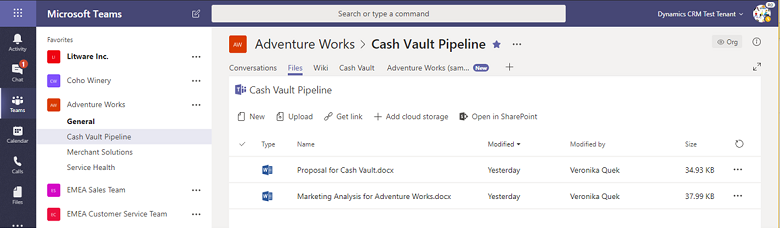 Microsoft Teams
Search or type a command
Dynamics CRM Test Tenant
Activity
1
Chat
Teams
Calendar
Calls
Files
Favorites
Litware Inc.
CW
Coho Winery
AW
Adventure Works
General
Cash Vault Pipeline
Merchant Solutions
Service Health
ES
EMEA Sales Team
EC
EMEA Customer Service Team
AW
Adventure Works > Cash Vault Pipeline
Org
Conversations Files Wiki Cash Vault Adventure Works (sam... New
Cash Vault Pipeline
New Upload Get link Add cloud storage Open in SharePoint
Type Name Modified Modified by Size
Proposal for Cash Vault.docx Yesterday Veronika Quek 34.93 KB
Marketing Analysis for Adventure Works.docx Yesterday Veronika Quek 37.99 KB